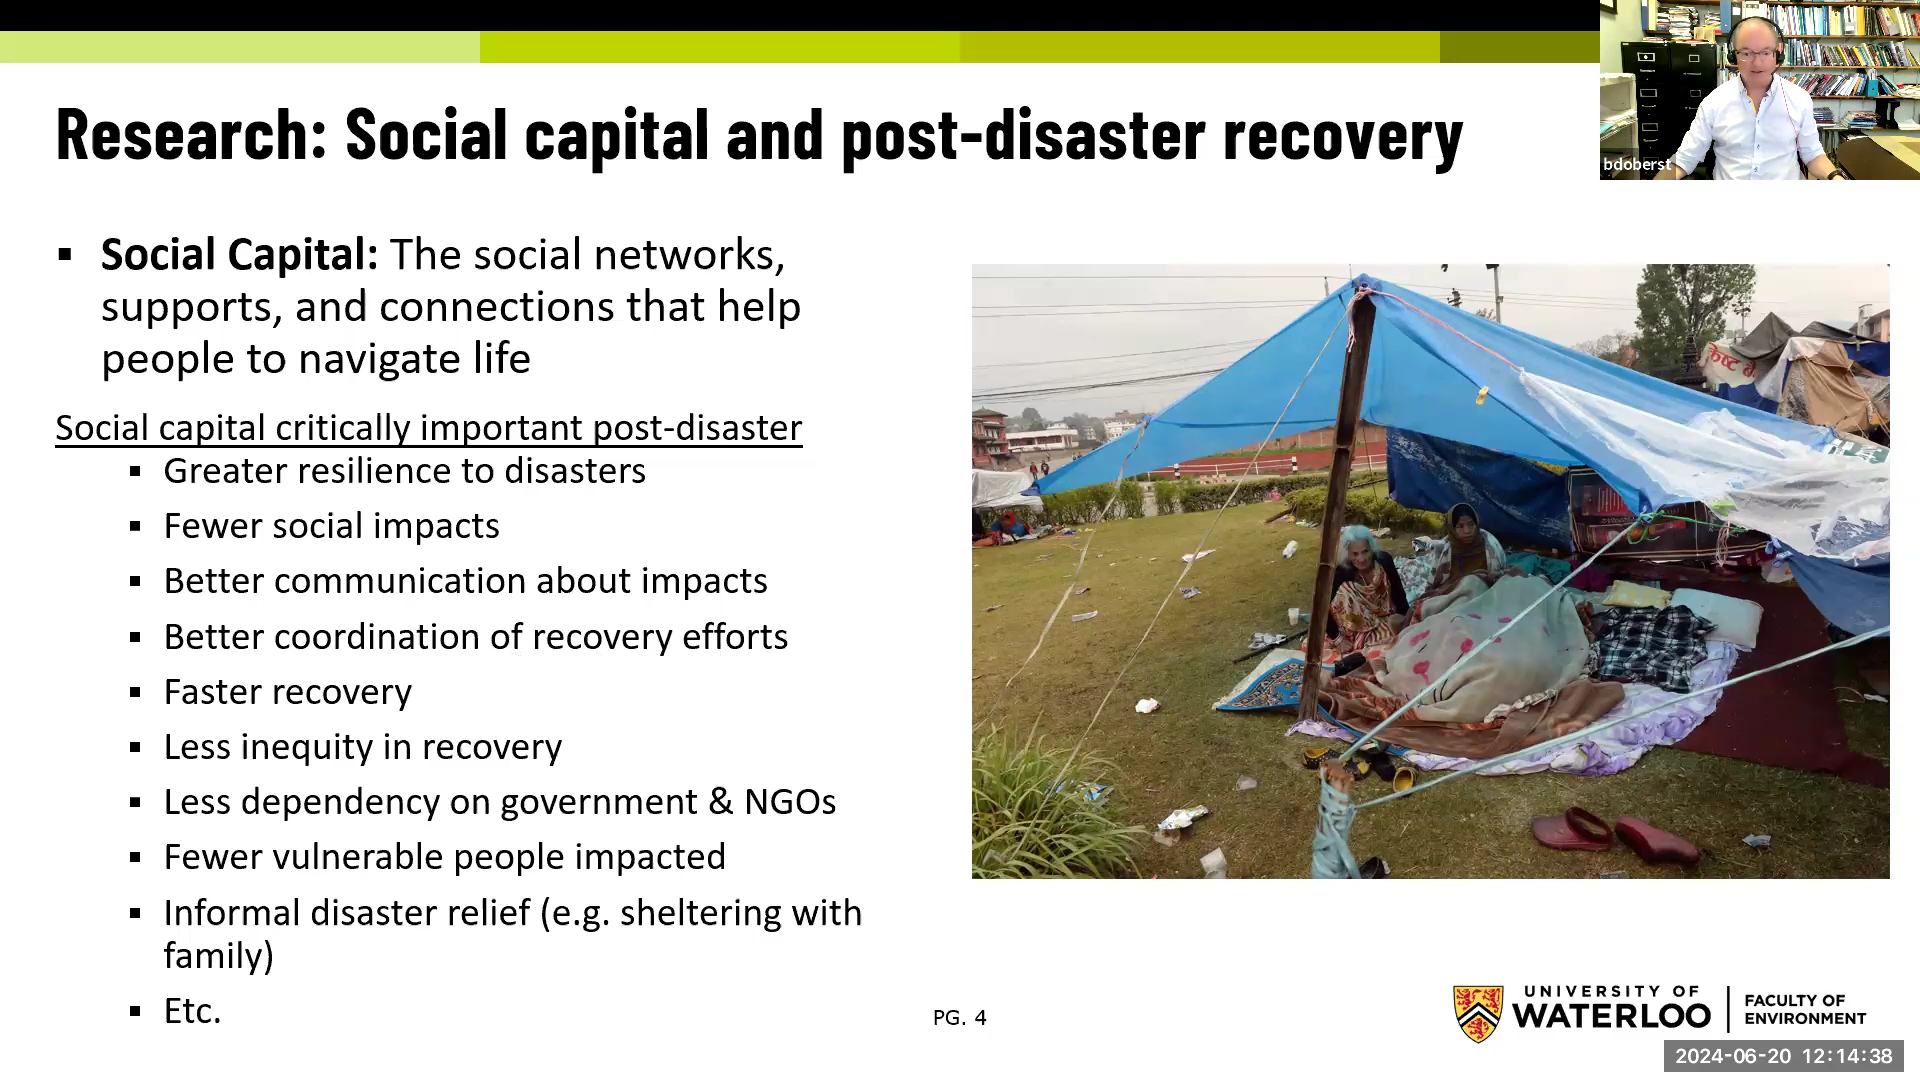 Research: Social capital and post-disaster recovery
bdoberst
▪ Social Capital: The social networks,
supports, and connections that help
people to navigate life
Social capital critically important post-disaster
▪ Greater resilience to disasters
▪ Fewer social impacts
▪ Better communication about impacts
▪ Better coordination of recovery efforts
▪ Faster recovery
▪ Less inequity in recovery
▪ Less dependency on government & NGOs
▪ Fewer vulnerable people impacted
▪ Informal disaster relief (e.g. sheltering with
family)
▪ Etc.
PG. 4
UNIVERSITY OF
WATERLOO
FACULTY OF
ENVIRONMENT
2024-06-20 12:14:38